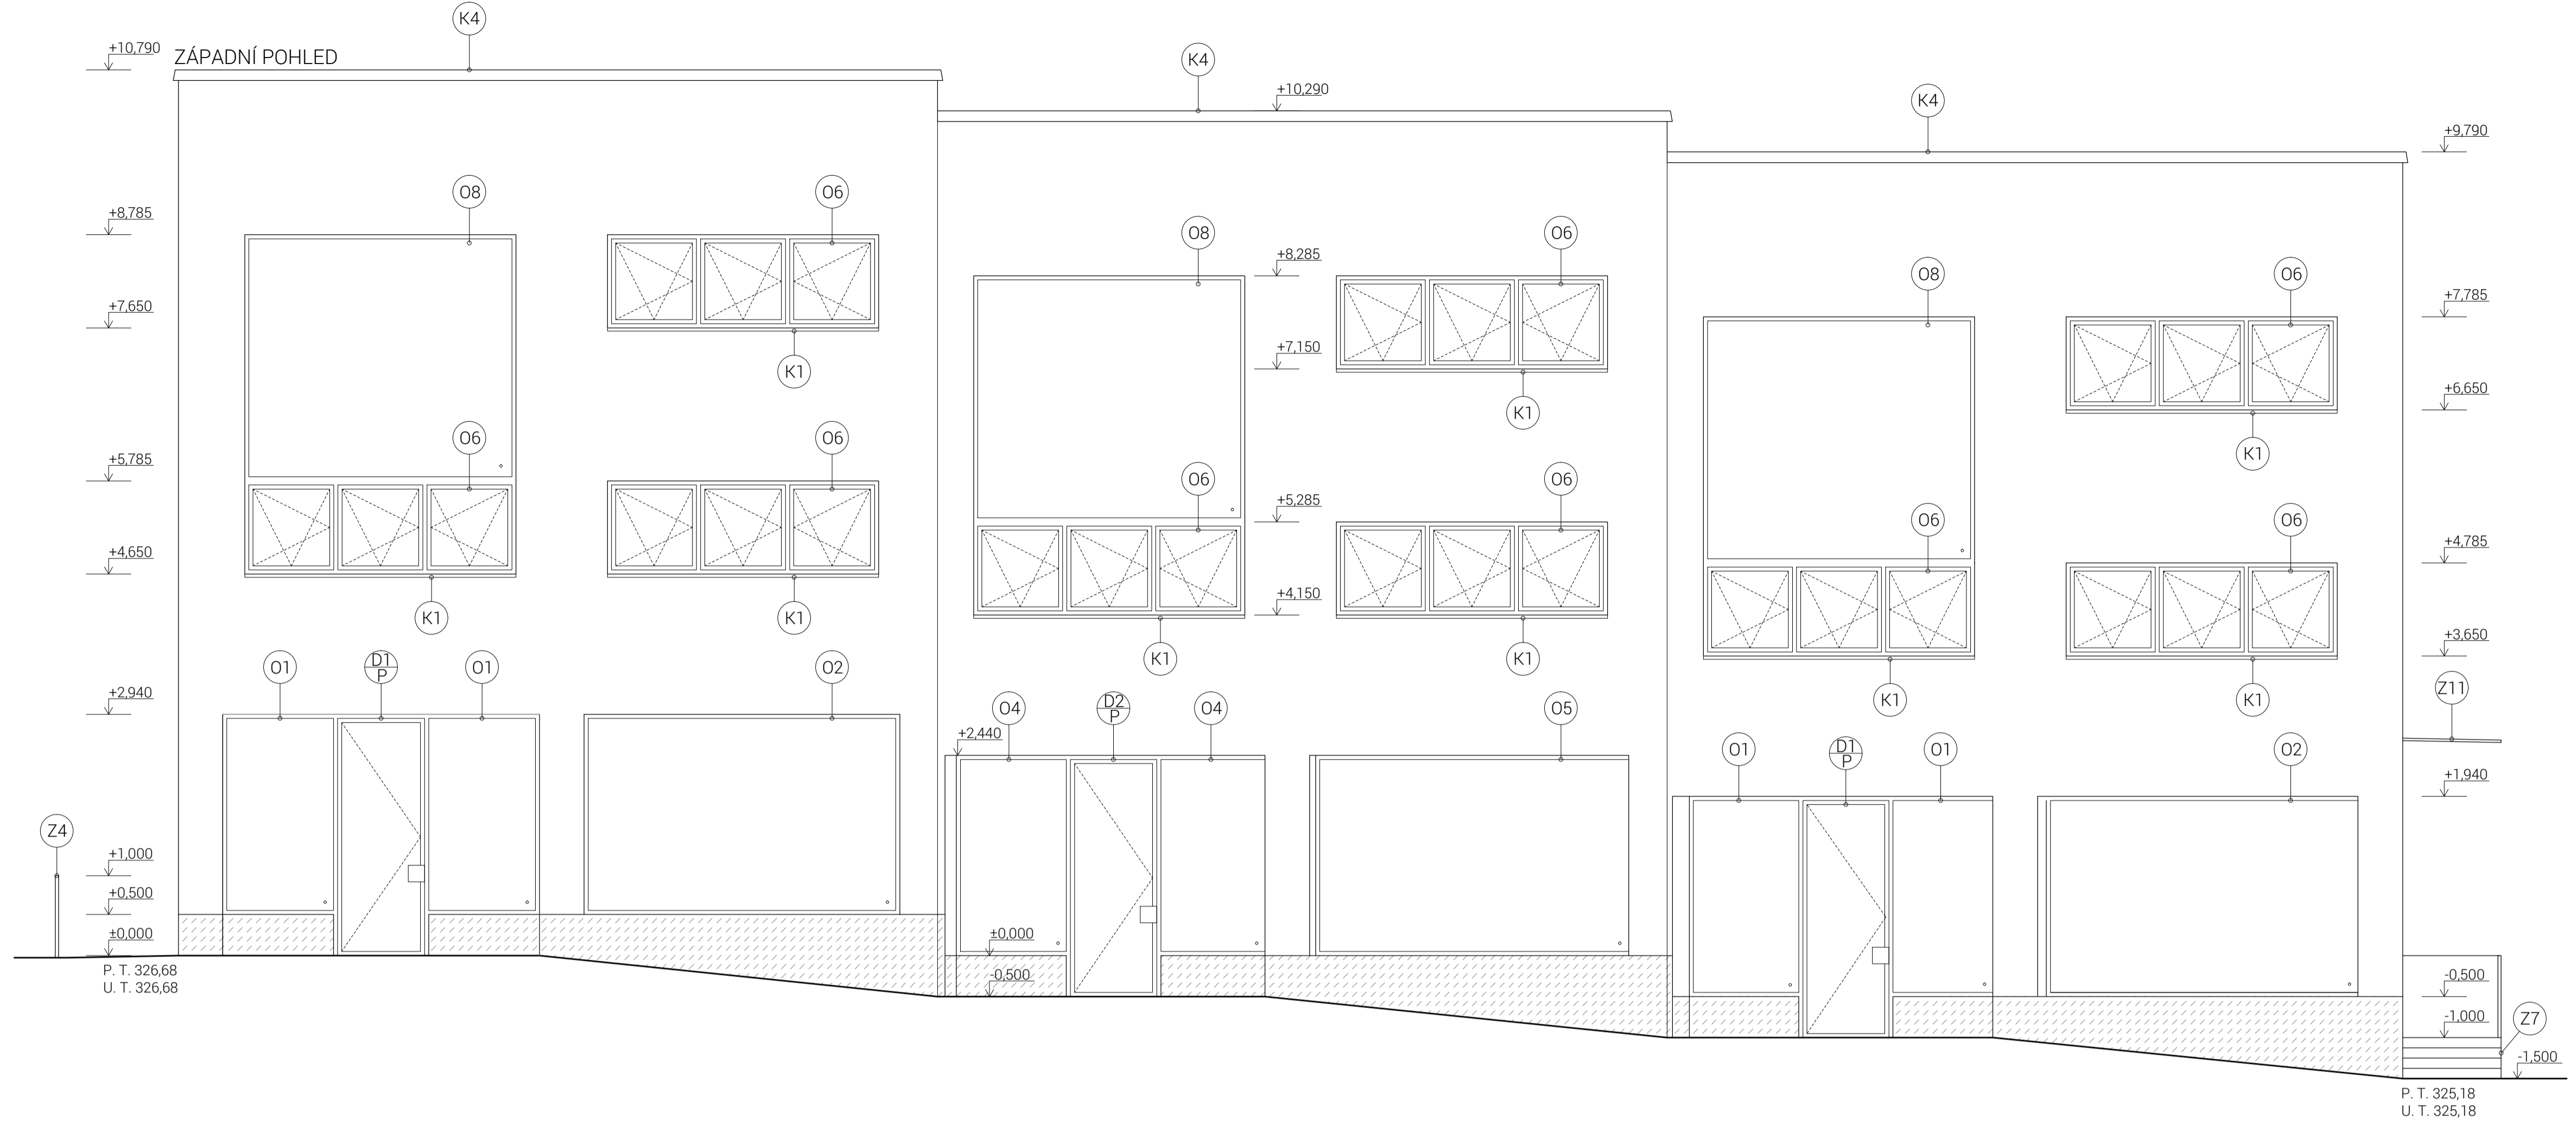 K4
+10,790
ZÁPADNÍ POHLED
K4
+10,290
K4
+9,790
O8
O6
+8,785
O8
O6
+8,285
O8
O6
+7,785
+7,650
K1
+7,150
K1
+6,650
K1
O6
O6
+5,785
O6
O6
+5,285
O6
O6
+4,785
+4,650
K1
K1
+4,150
K1
K1
+3,650
K1
K1
O1
D1
P
O1
O2
+2,940
O4
D2
P
O4
O5
+2,440
Z11
O1
D1
P
O1
O2
+1,940
Z4
+1,000
+0,500
±0,000
±0,000
-0,500
-0,500
-1,000
Z7
-1,500
P. T. 326,68
U. T. 326,68
P. T. 325,18
U. T. 325,18